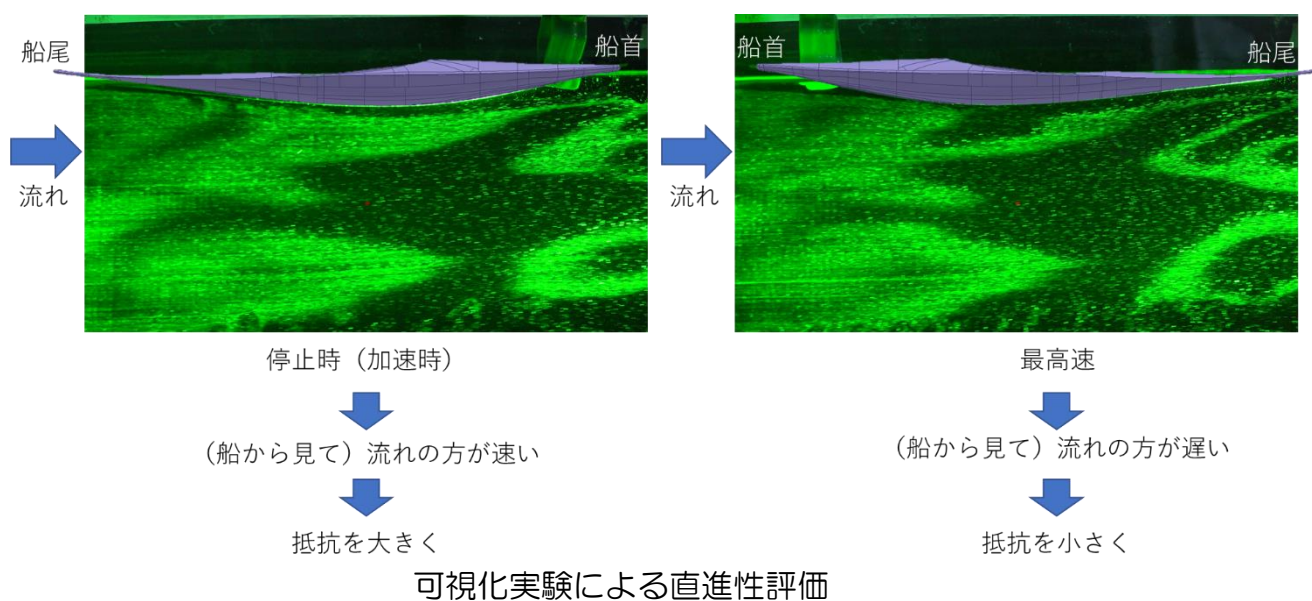 船尾
船首
流れ
停止時（加速時）
（船から見て）流れの方が速い
抵抗を大きく
船首
船尾
流れ
最高速
（船から見て）流れの方が遅い
抵抗を小さく
可視化実験による直進性評価